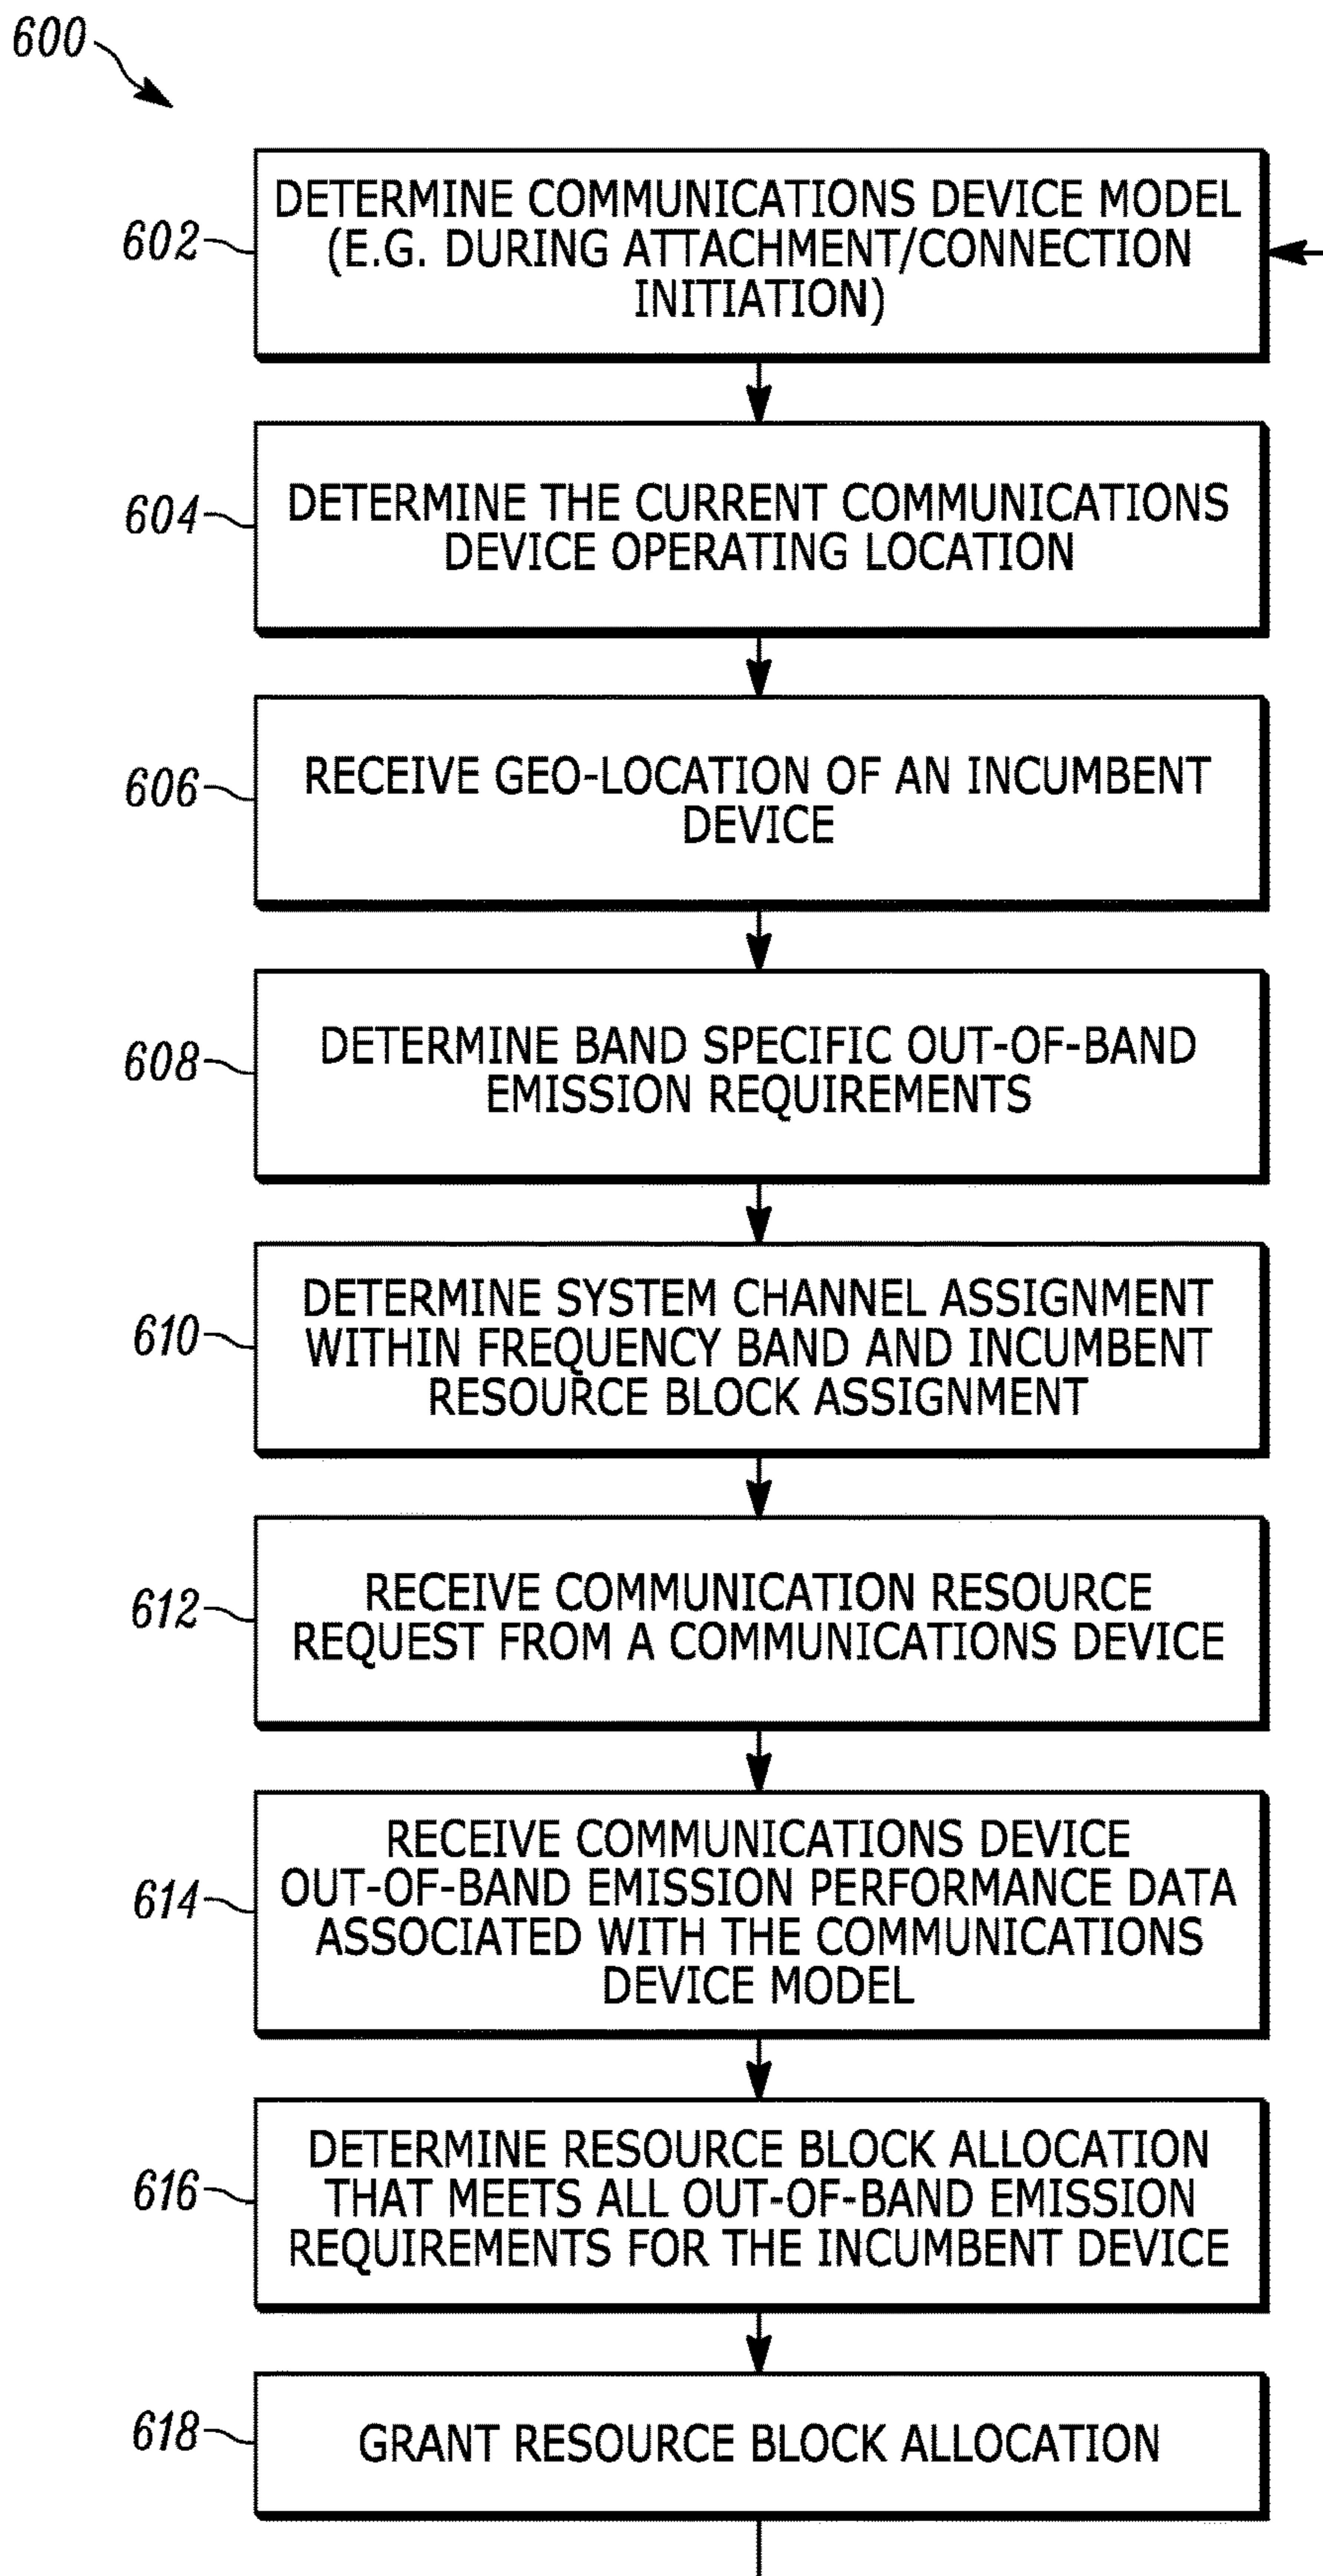 600
602
DETERMINE COMMUNICATIONS DEVICE MODEL
(E.G. DURING ATTACHMENT/CONNECTION
INITIATION)
604
DETERMINE THE CURRENT COMMUNICATIONS
DEVICE OPERATING LOCATION
606
RECEIVE GEO-LOCATION OF AN INCUMBENT
DEVICE
608
DETERMINE BAND SPECIFIC OUT-OF-BAND
EMISSION REQUIREMENTS
610
DETERMINE SYSTEM CHANNEL ASSIGNMENT
WITHIN FREQUENCY BAND AND INCUMBENT
RESOURCE BLOCK ASSIGNMENT
612
RECEIVE COMMUNICATION RESOURCE
REQUEST FROM A COMMUNICATIONS DEVICE
614
RECEIVE COMMUNICATIONS DEVICE
OUT-OF-BAND EMISSION PERFORMANCE DATA
ASSOCIATED WITH THE COMMUNICATIONS
DEVICE MODEL
616
DETERMINE RESOURCE BLOCK ALLOCATION
THAT MEETS ALL OUT-OF-BAND EMISSION
REQUIREMENTS FOR THE INCUMBENT DEVICE
618
GRANT RESOURCE BLOCK ALLOCATION